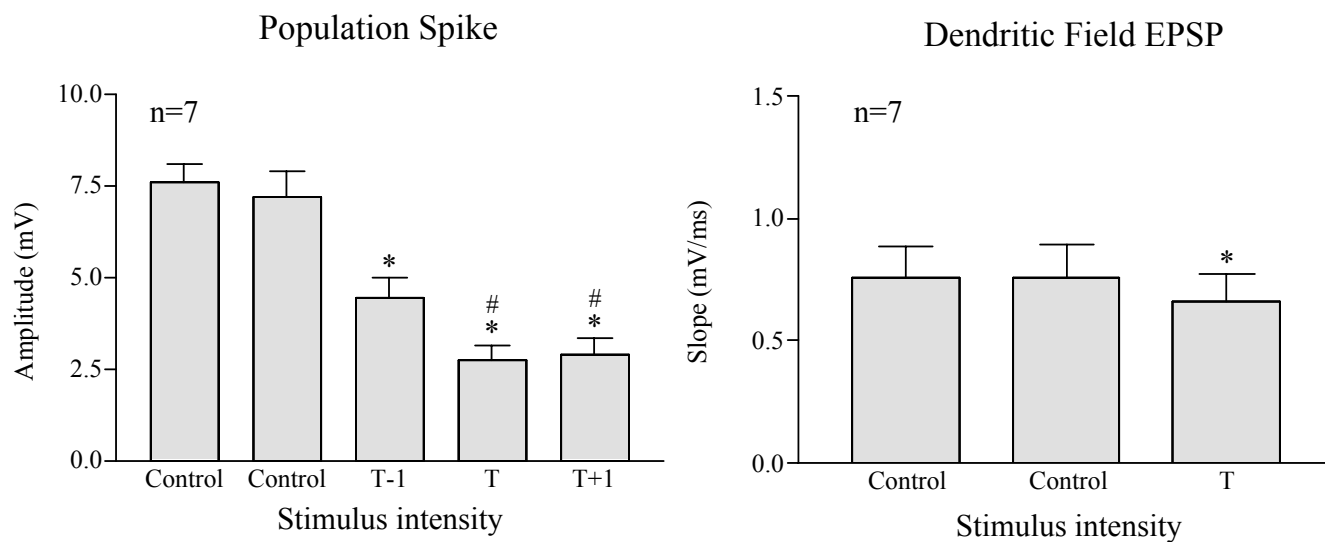 Population Spike
10.0
n=7
7.5
5.0
2.5
0.0
Amplitude (mV)
*
#
*
#
*
Control Control T-1 T T+1
Stimulus intensity
Dendritic Field EPSP
1.5
n=7
1.0
0.5
0.0
Slope (mV/ms)
*
Control Control T
Stimulus intensity